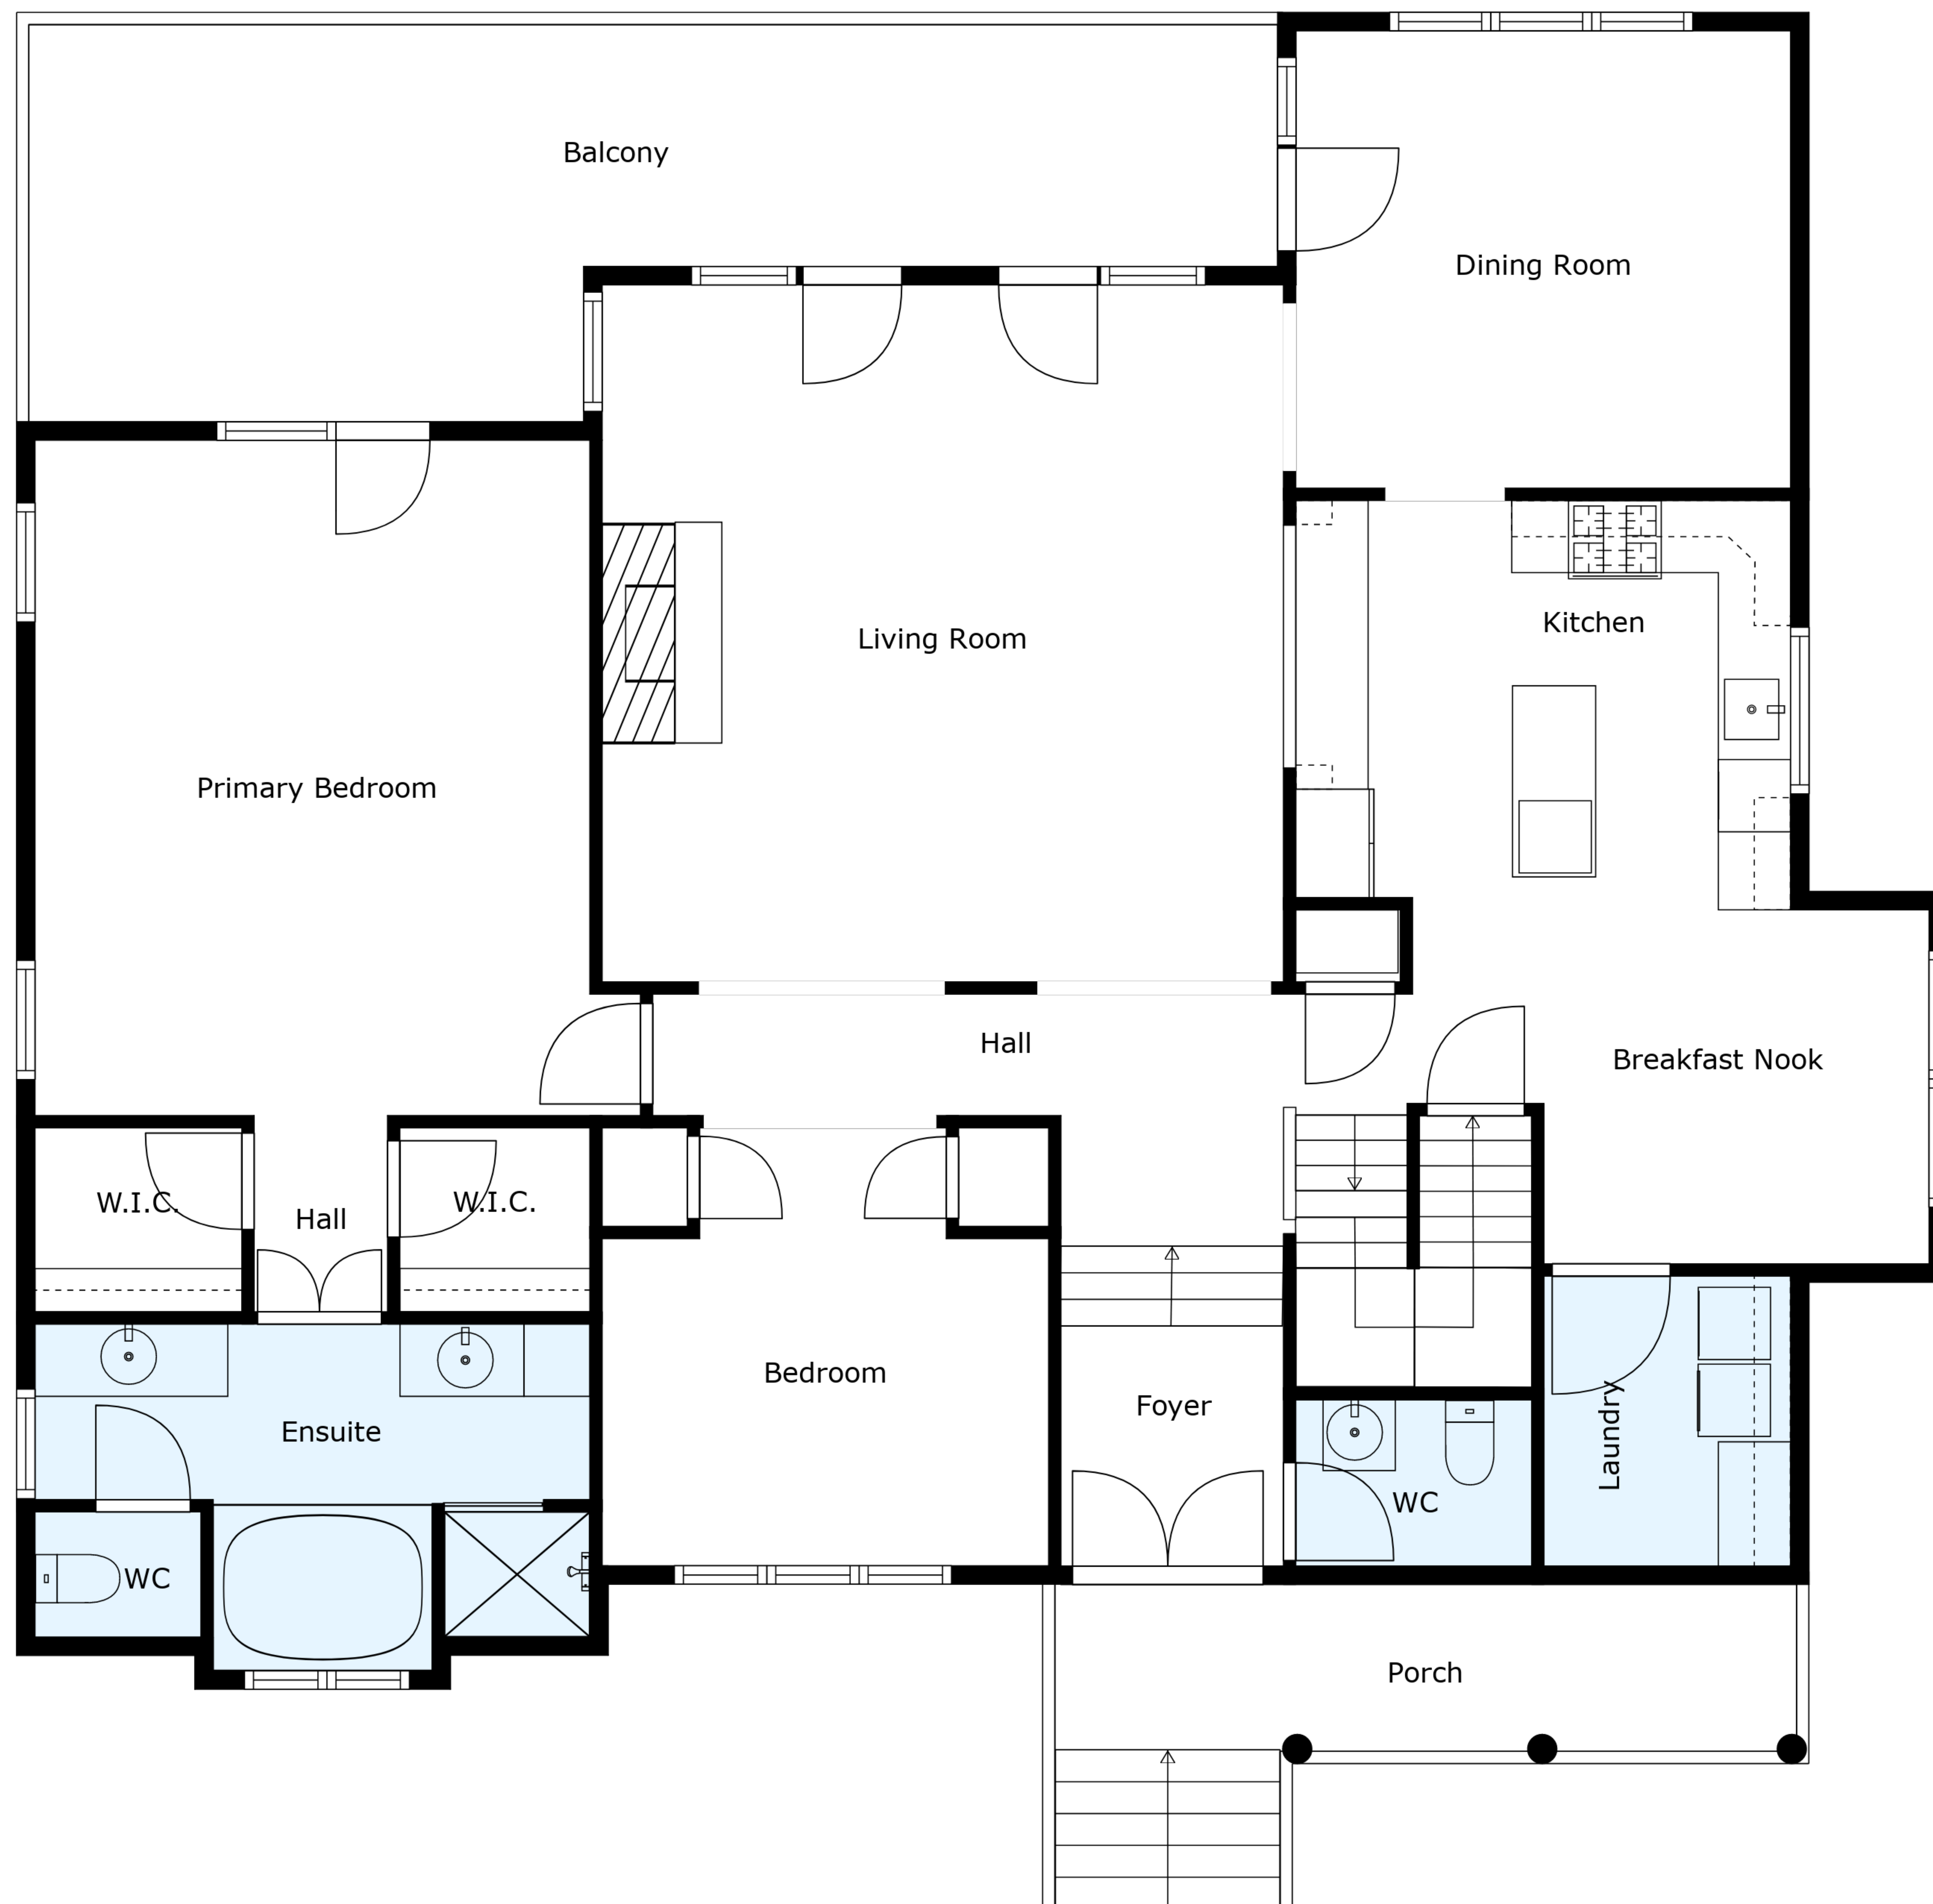 Balcony
Dining Room
Kitchen
Living Room
Primary Bedroom
Hall
Breakfast Nook
W.I.C.
W.I.C.
Hall
Bedroom
Foyer
Ensuite
Laundry
WC
WC
Porch